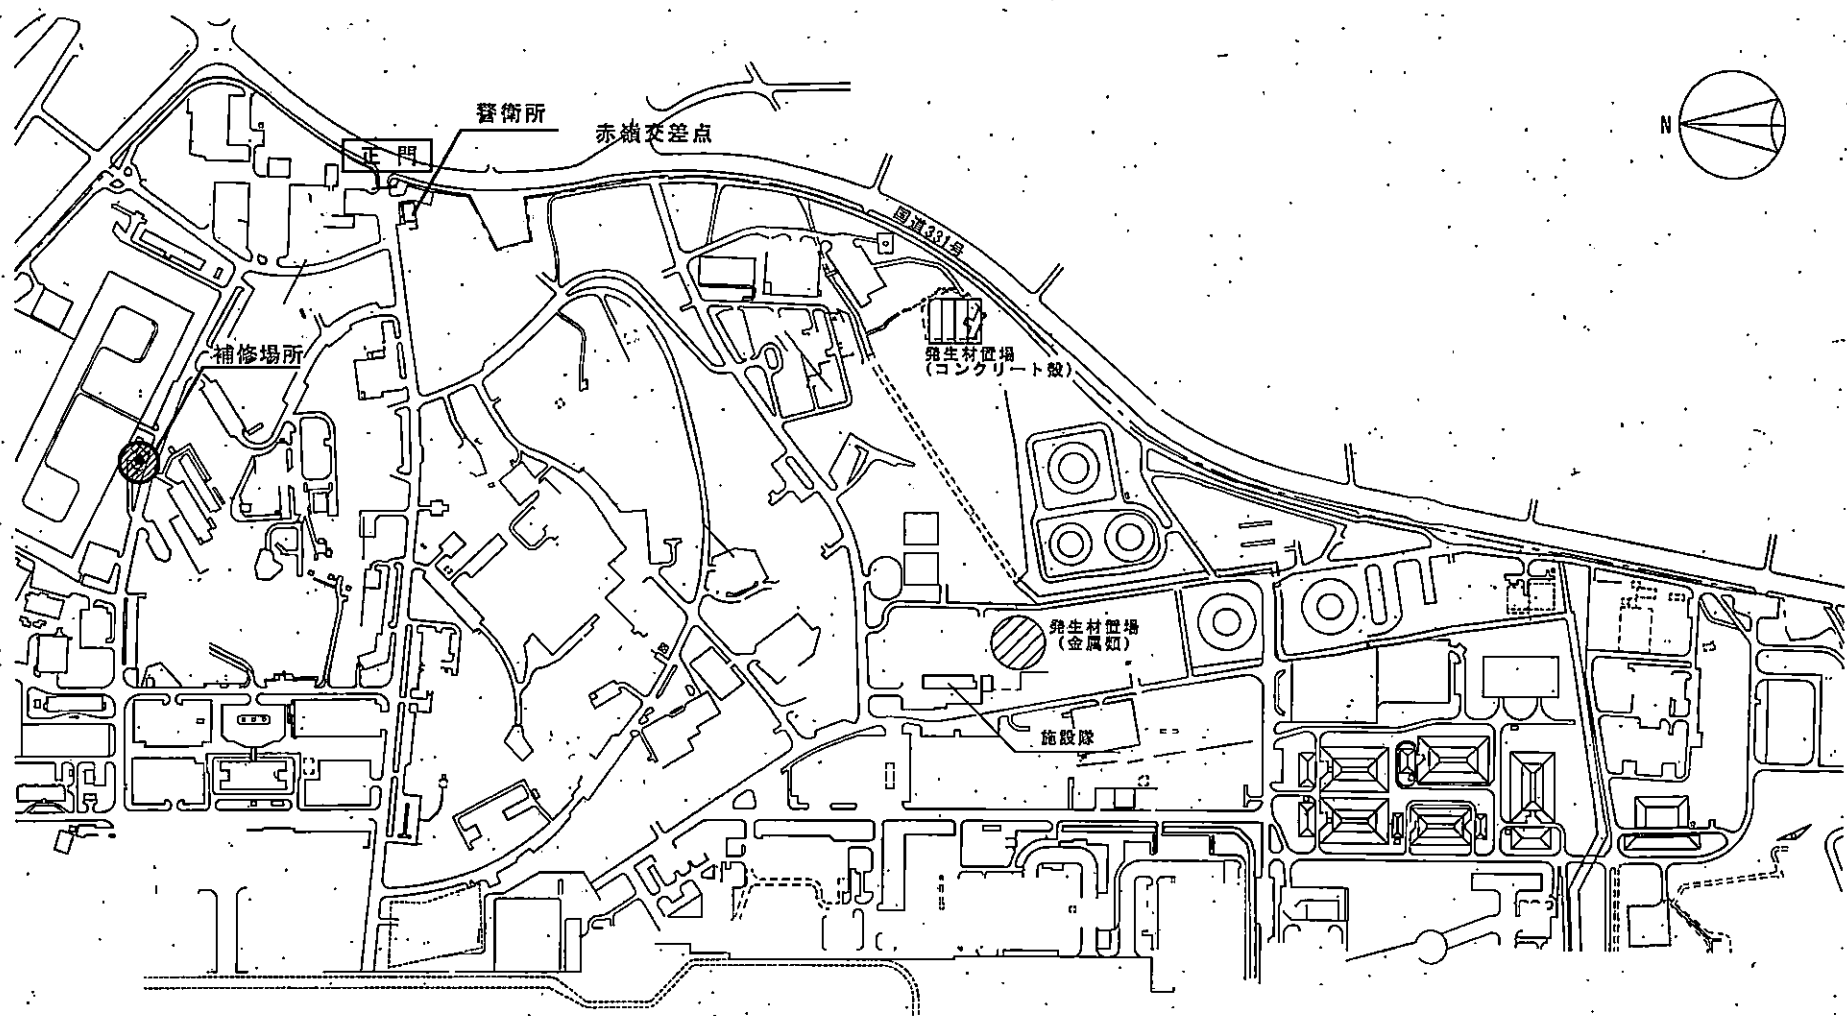 警衛所
赤嶺交差点
正門
N
国道331号
補修場所
発生材置場
(コンクリート殻)
発生材置場
(金属類)
施設隊